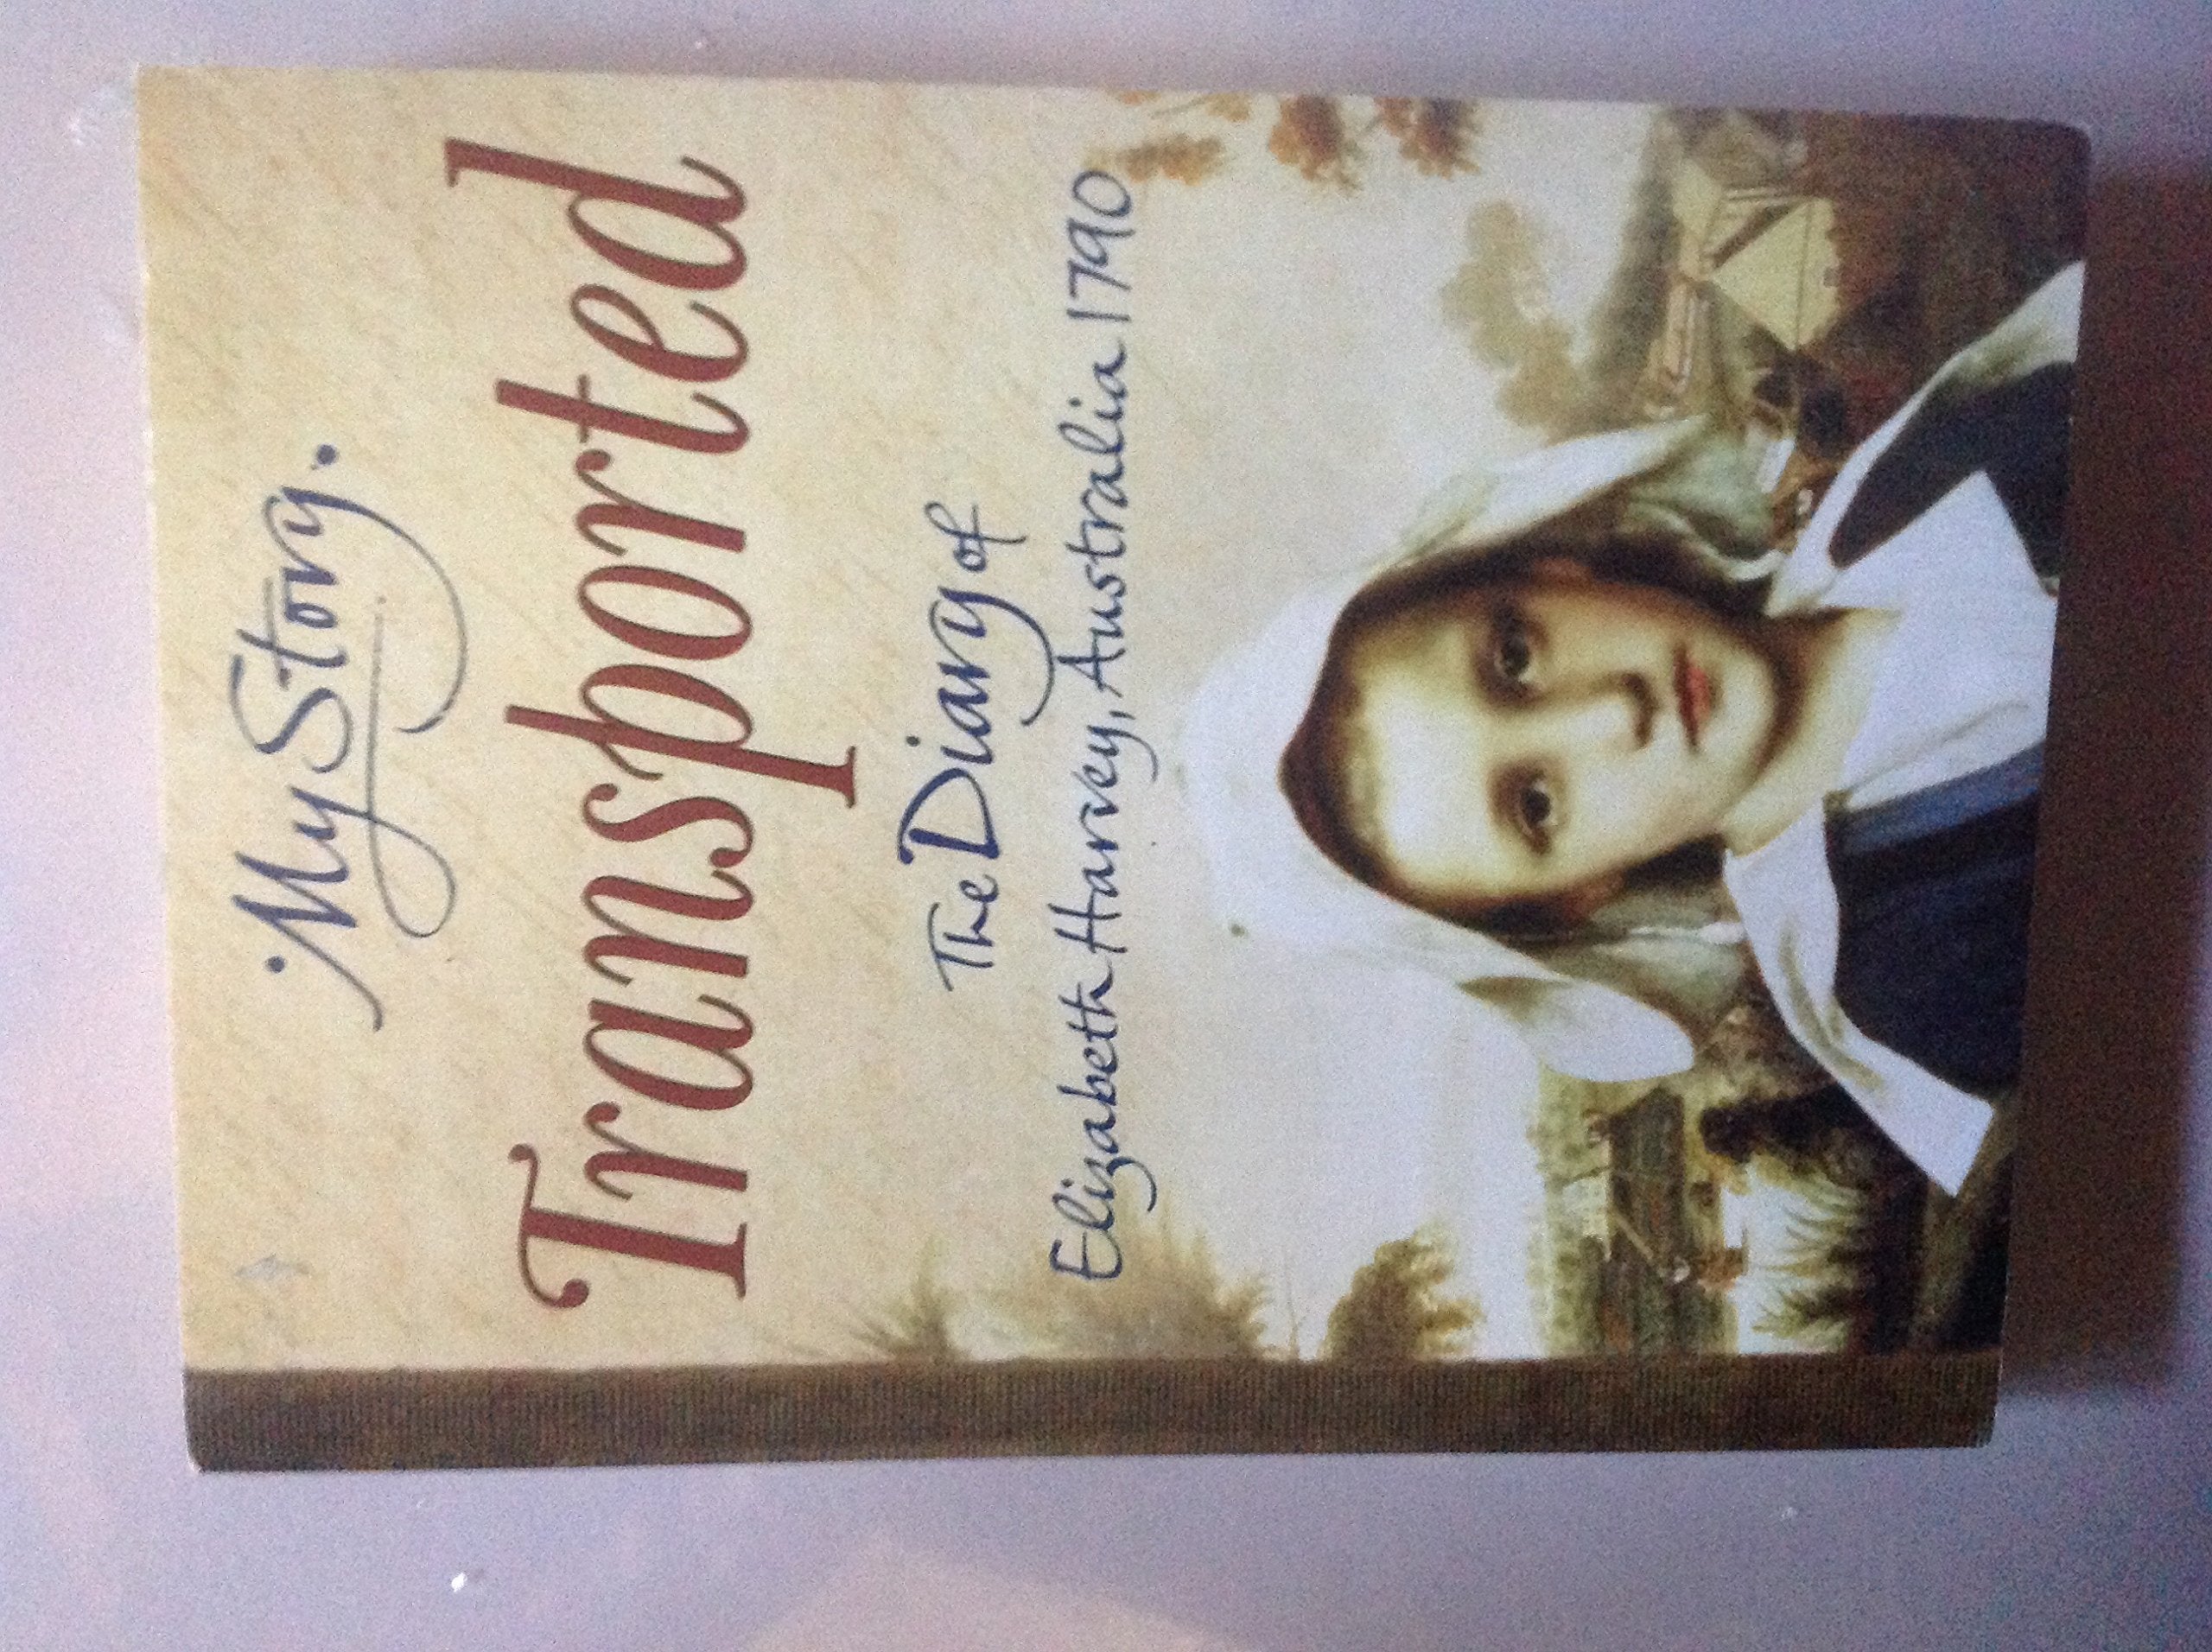 My Story.
Transported
The Diary of
Elizabeth Harvey, Australia 1790